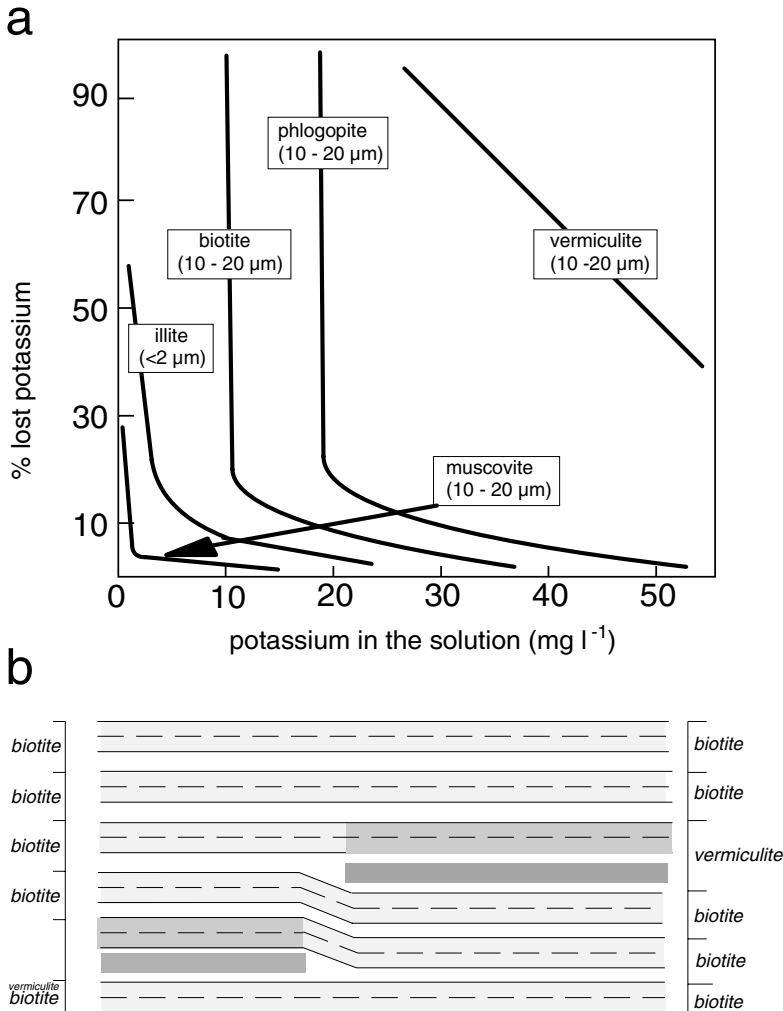 a
% lost potassium
90
70
50
30
10
phlogopite
(10 - 20 µm)
biotite
(10 - 20 µm)
vermiculite
(10 -20 µm)
illite
(<2 µm)
muscovite
(10 - 20 µm)
0 10 20 30 40 50
potassium in the solution (mg l -1)
b
biotite
biotite
biotite
biotite
vermiculite
biotite
biotite
biotite
vermiculite
biotite
biotite
biotite